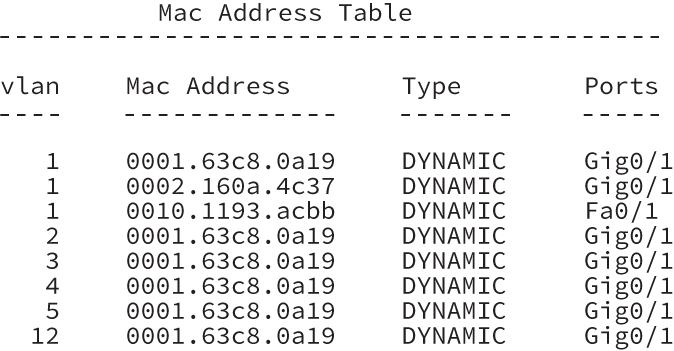 Mac Address Table
----------------------------------------
vlan Mac Address Type Ports
---- ------------- ------- -----
1 0001.63c8.0a19 DYNAMIC Gig0/1
1 0002.160a.4c37 DYNAMIC Gig0/1
1 0010.1193.acbb DYNAMIC Fa0/1
2 0001.63c8.0a19 DYNAMIC Gig0/1
3 0001.63c8.0a19 DYNAMIC Gig0/1
4 0001.63c8.0a19 DYNAMIC Gig0/1
5 0001.63c8.0a19 DYNAMIC Gig0/1
12 0001.63c8.0a19 DYNAMIC Gig0/1